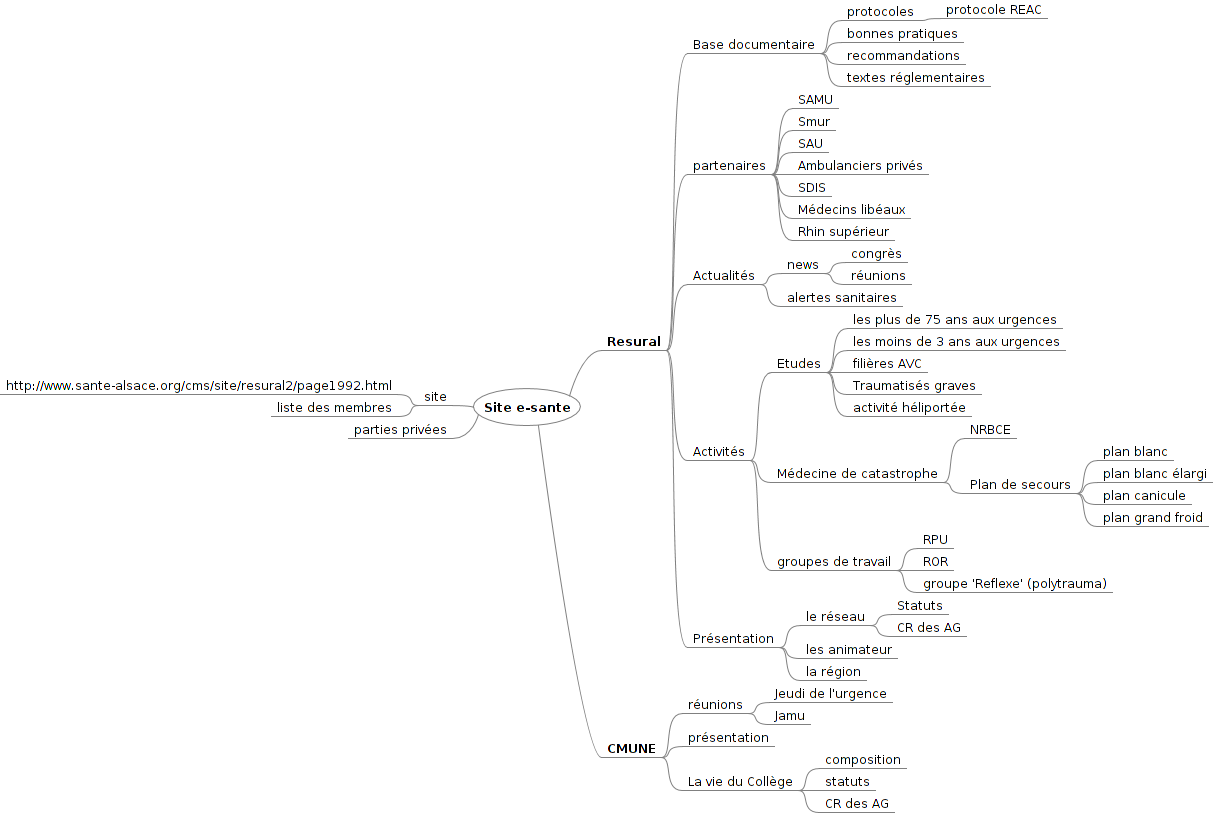 protocoles
protocole REAC
bonnes pratiques
Base documentaire
recommandations
textes réglementaires
SAMU
Smur
SAU
partenaires
Ambulanciers privés
SDIS
Médecins libéaux
Rhin supérieur
congrès
news
Actualités
réunions
alertes sanitaires
les plus de 75 ans aux urgences
Resural
les moins de 3 ans aux urgences
Etudes
filières AVC
http://www.sante-alsace.org/cms/site/resural2/page1992.html
Traumatisés graves
site
liste des membres
Site e-sante
activité héliportée
parties privées
NRBCE
Activités
plan blanc
Médecine de catastrophe
plan blanc élargi
Plan de secours
plan canicule
plan grand froid
RPU
groupes de travail
ROR
groupe 'Reflexe' (polytrauma)
Statuts
le réseau
CR des AG
Présentation
les animateur
la région
Jeudi de l'urgence
réunions
Jamu
présentation
CMUNE
composition
La vie du Collège
statuts
CR des AG